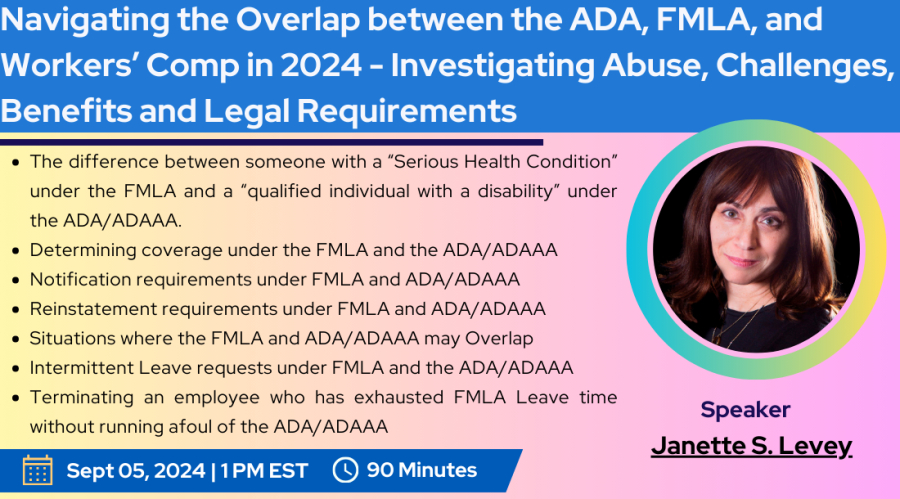 Navigating the Overlap between the ADA, FMLA, and
Workers' Comp in 2024 - Investigating Abuse, Challenges,
Benefits and Legal Requirements
• The difference between someone with a "Serious Health Condition"
under the FMLA and a "qualified individual with a disability" under
the ADA/ADAAA.
• Determining coverage under the FMLA and the ADA/ADAAA
• Notification requirements under FMLA and ADA/ADAAA
• Reinstatement requirements under FMLA and ADA/ADAAA
• Situations where the FMLA and ADA/ADAAA may Overlap
• Intermittent Leave requests under FMLA and the ADA/ADAAA
• Terminating an employee who has exhausted FMLA Leave time
without running afoul of the ADA/ADAAA
Speaker
Janette S. Levey
Sept 05, 2024 | 1 PM EST 90 Minutes